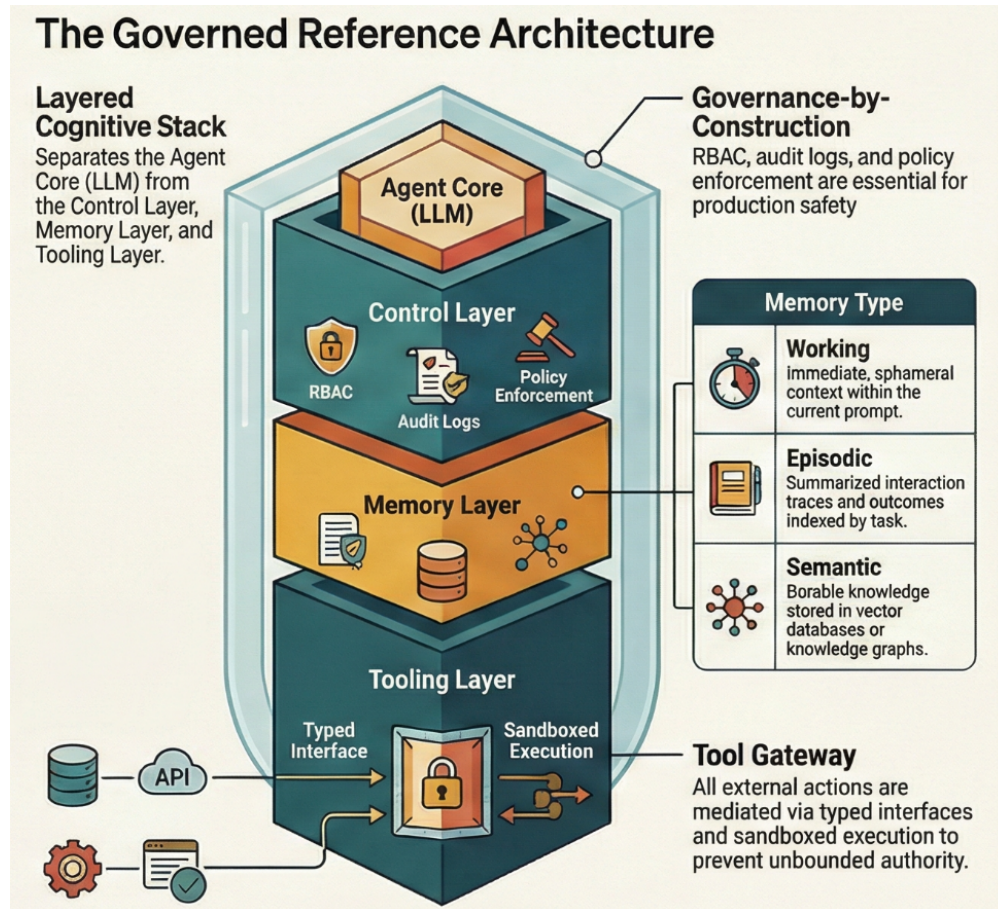 The Governed Reference Architecture
Layered
Cognitive Stack
Separates the Agent
Core (LLM) from
the Control Layer,
Memory Layer, and
Tooling Layer.
Agent Core
(LLM)
Governance-by-
Construction
RBAC, audit logs, and policy
enforcement are essential for
production safety
Control Layer
RBAC
Audit Logs
Policy
Enforcement
Memory Layer
Memory Type
Working
immediate, sphameral
context within the
current prompt.
Episodic
Summarized interaction
traces and outcomes
indexed by task.
Semantic
Borable knowledge
stored in vector
databases or
knowledge graphs.
Tooling Layer
Typed
Interface
Sandboxed
Execution
API
Tool Gateway
All external actions are
mediated via typed interfaces
and sandboxed execution to
prevent unbounded authority.